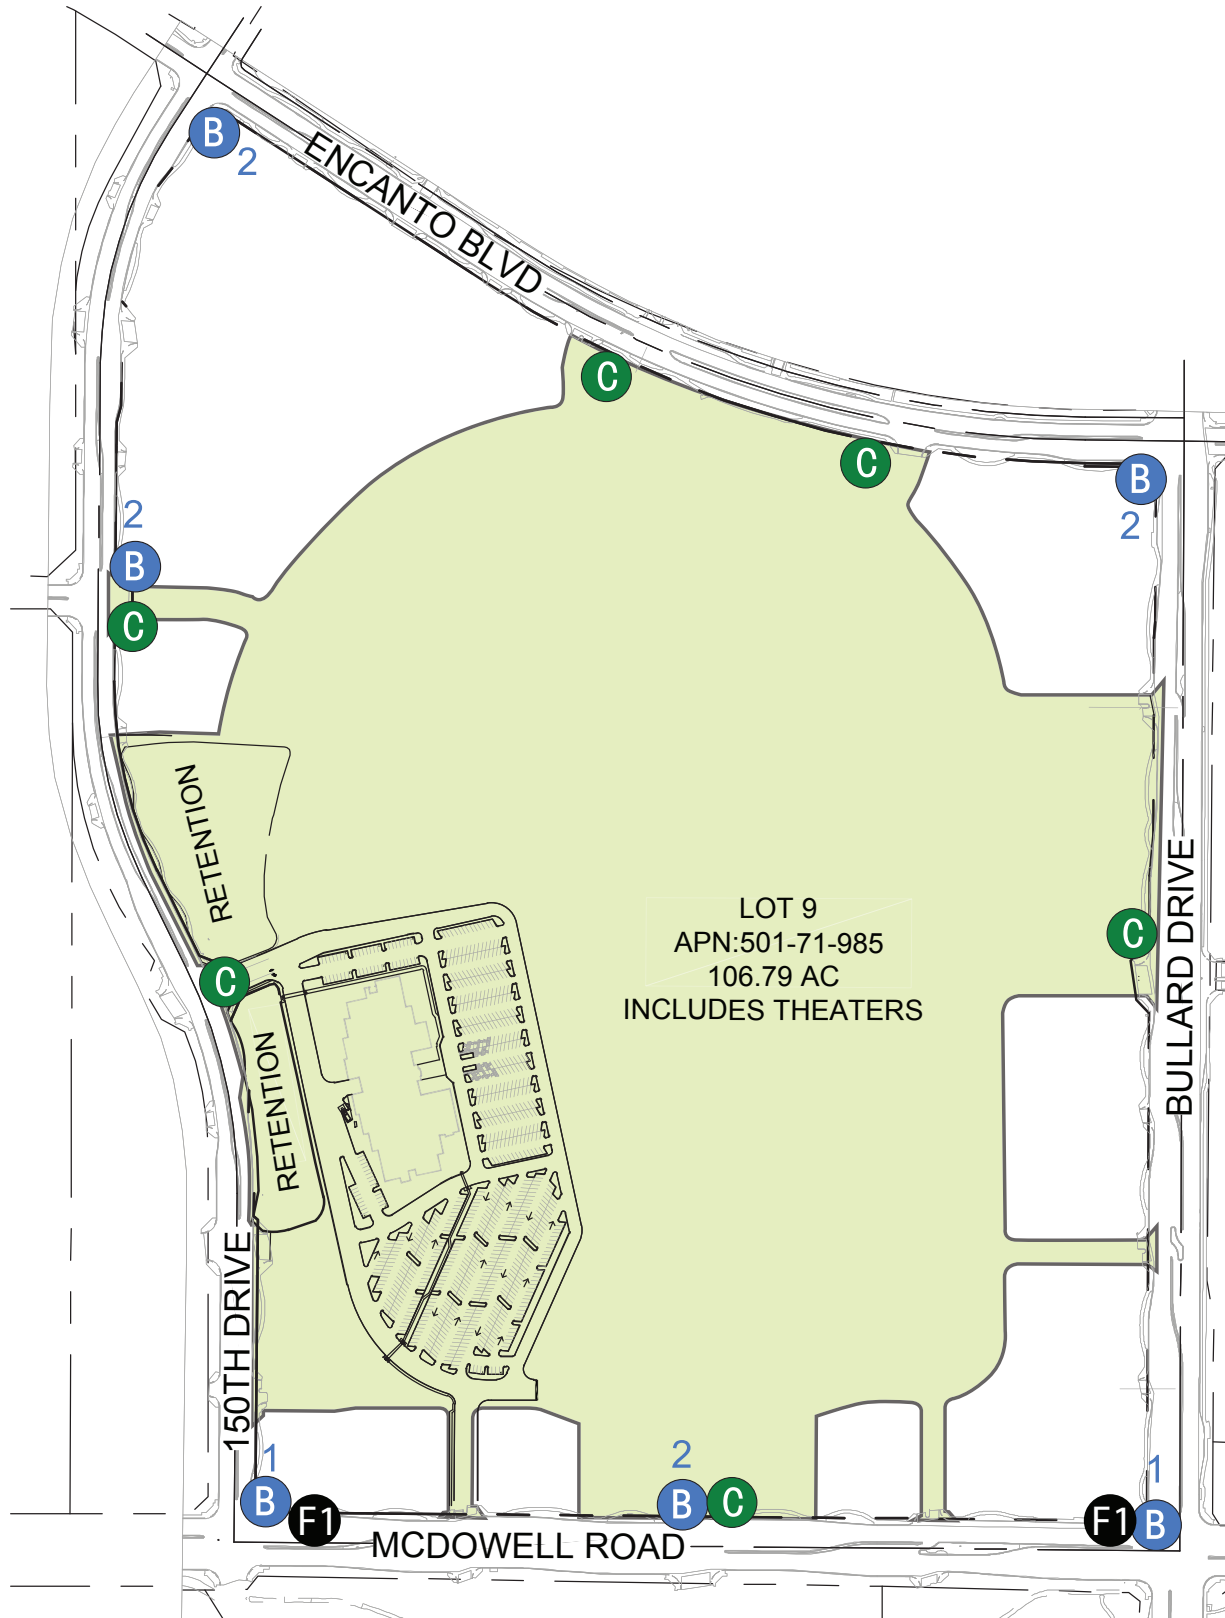 B
2
ENCANTO BLVD
C
C
B
2
2
B
C
RETENTION
LOT 9
APN:501-71-985
106.79 AC
INCLUDES THEATERS
C
BULLARD DRIVE
C
RETENTION
150TH DRIVE
1
B
F1
2
B
C
1
F1
B
MCDOWELL ROAD